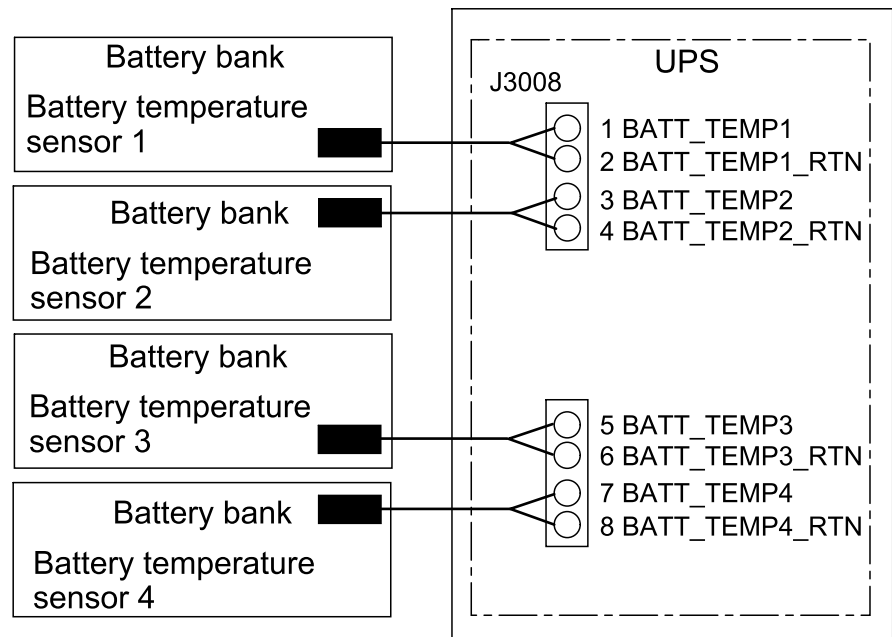 Battery bank
Battery temperature
sensor 1
Battery bank
Battery temperature
sensor 2
Battery bank
Battery temperature
sensor 3
Battery bank
Battery temperature
sensor 4
UPS
J3008
1 BATT_TEMP1
2 BATT_TEMP1_RTN
3 BATT_TEMP2
4 BATT_TEMP2_RTN
5 BATT_TEMP3
6 BATT_TEMP3_RTN
7 BATT_TEMP4
8 BATT_TEMP4_RTN